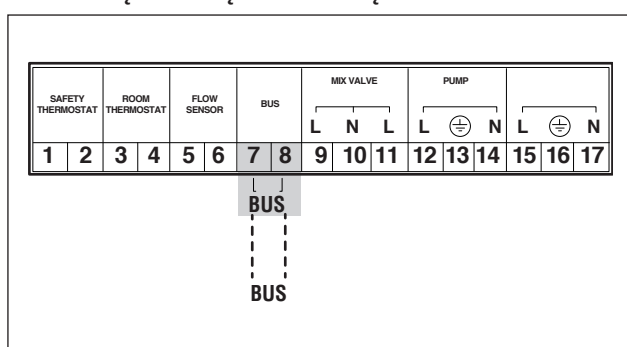 SAFETY THERMOSTAT
ROOM THERMOSTAT
FLOW SENSOR
BUS
MIX VALVE
PUMP
L N L L N L N
1 2 3 4 5 6 7 8 9 10 11 12 13 14 15 16 17
BUS
BUS